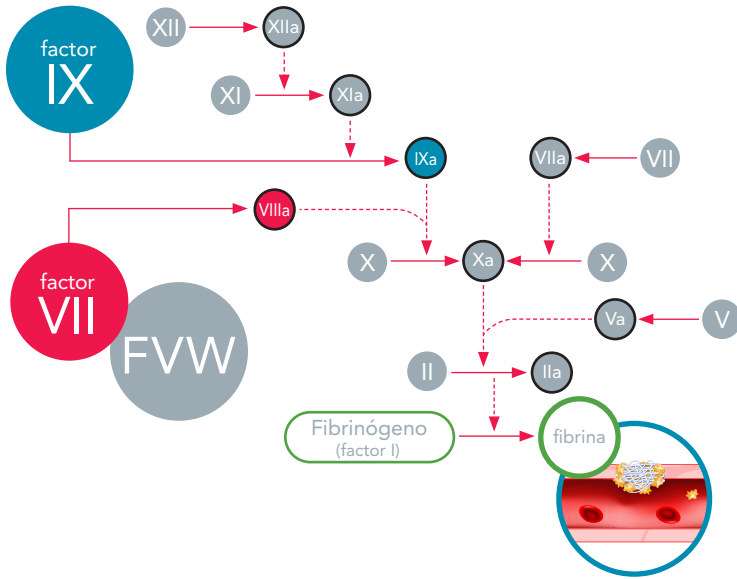 XII
XIIa
factor
IX
XI
XIa
IXa
VIIa
VII
VIIIa
X
Xa
X
factor
VII
FVW
Va
V
II
IIa
Fibrinógeno
(factor I)
fibrina